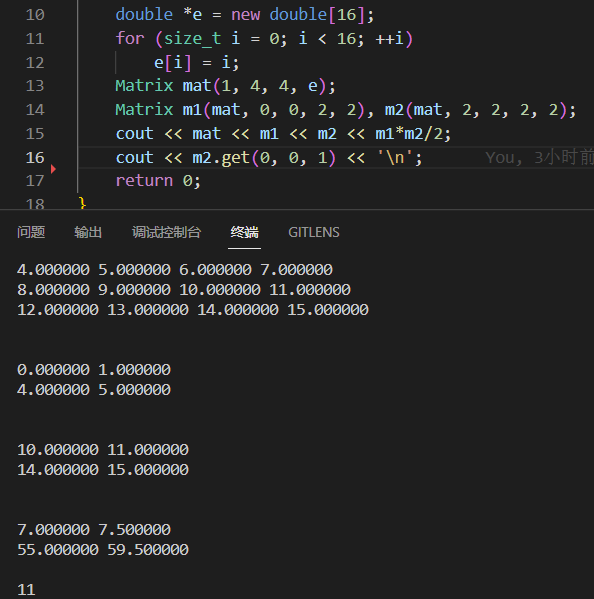 10 double *e = new double[16];
11 for (size_t i = 0; i < 16; ++i)
12 e[i] = i;
13 Matrix mat(1, 4, 4, e);
14 Matrix m1(mat, 0, 0, 2, 2), m2(mat, 2, 2, 2, 2);
15 cout << mat << m1 << m2 << m1*m2/2;
16 cout << m2.get(0, 0, 1) << '\n'; You, 3小时前
17 return 0;
18 }
问题 输出 调试控制台 终端 GITLENS
4.000000 5.000000 6.000000 7.000000
8.000000 9.000000 10.000000 11.000000
12.000000 13.000000 14.000000 15.000000
0.000000 1.000000
4.000000 5.000000
10.000000 11.000000
14.000000 15.000000
7.000000 7.500000
55.000000 59.500000
11